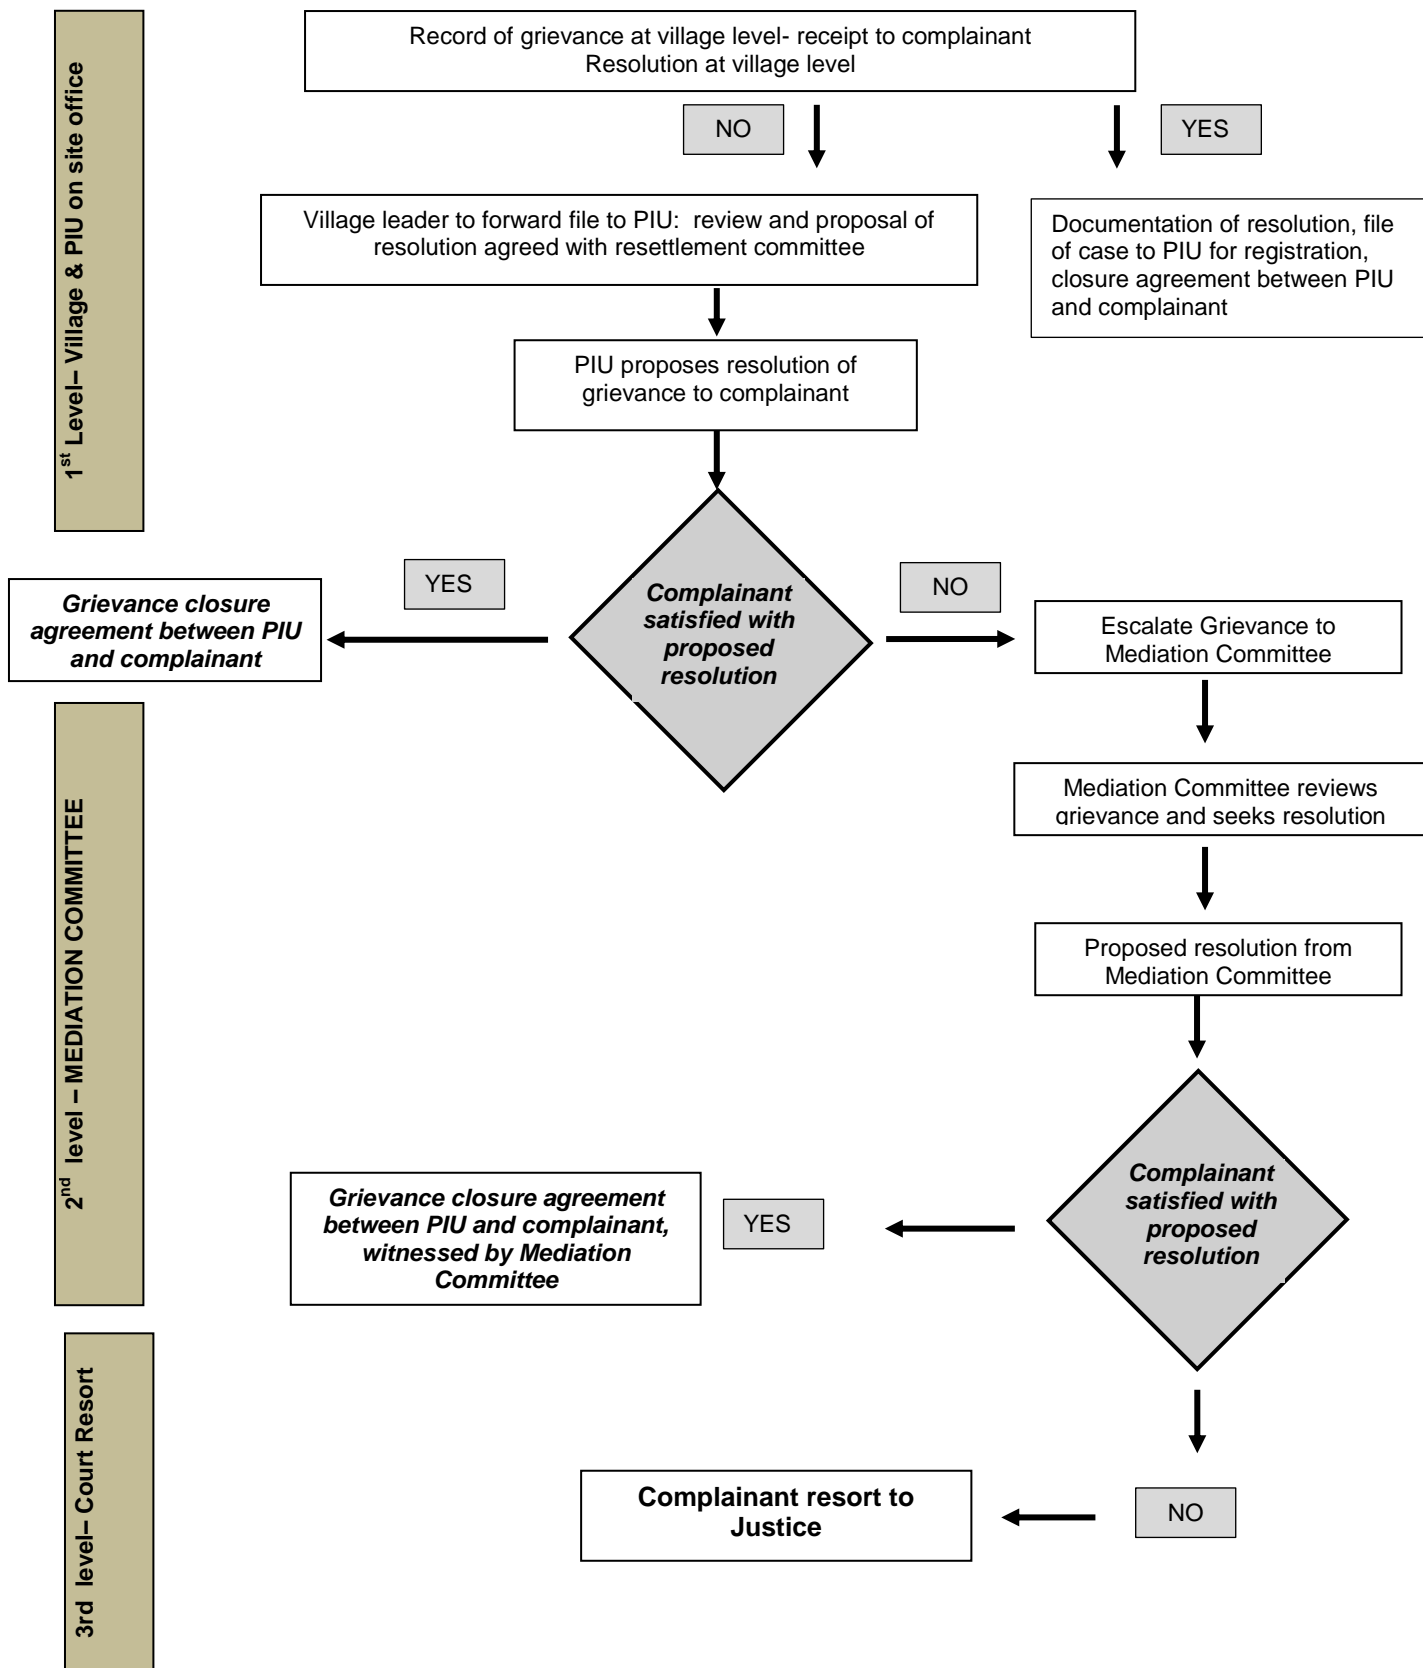 1st Level– Village & PIU on site office
Record of grievance at village level- receipt to complainant
Resolution at village level
NO
YES
Village leader to forward file to PIU:  review and proposal of
resolution agreed with resettlement committee
Documentation of resolution, file
of case to PIU for registration,
closure agreement between PIU
and complainant
PIU proposes resolution of
grievance to complainant
YES
NO
Grievance closure
agreement between PIU
and complainant
Complainant
satisfied with
proposed
resolution
Escalate Grievance to
Mediation Committee
2nd level – MEDIATION COMMITTEE
Mediation Committee reviews
grievance and seeks resolution
Proposed resolution from
Mediation Committee
Complainant
satisfied with
proposed
resolution
YES
Grievance closure agreement
between PIU and complainant,
witnessed by Mediation
Committee
3rd level– Court Resort
NO
Complainant resort to
Justice